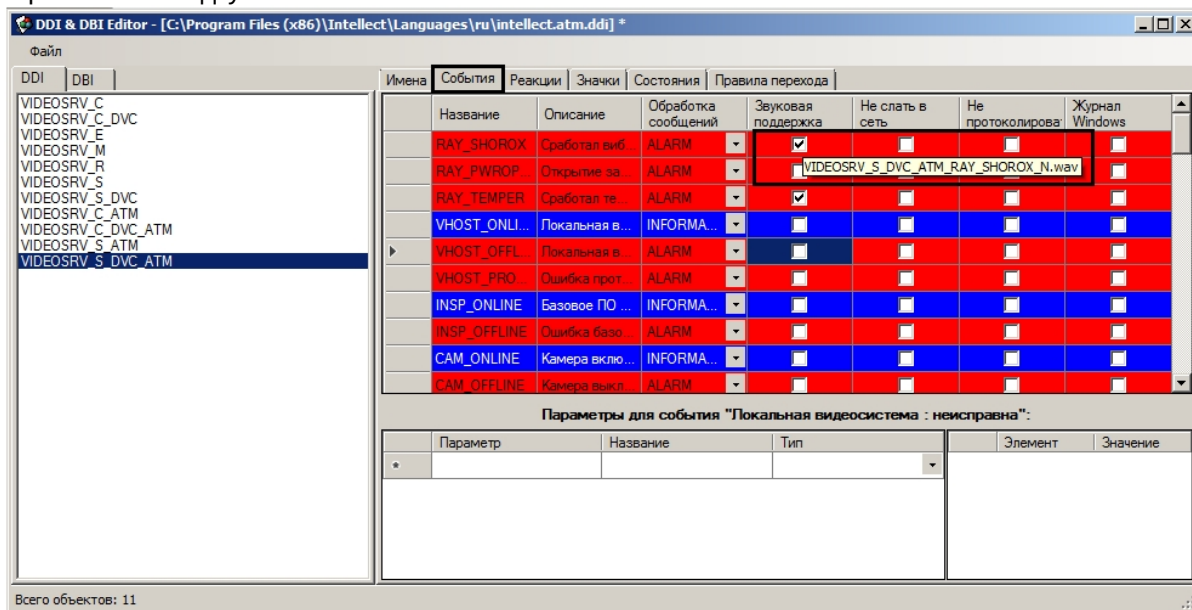 DDI & DBI Editor - [C:\Program Files (x86)\Intellect\Languages\ru\intellect.atm.ddi] *
Файл
DDI DBI
VIDEOSRV_C
VIDEOSRV_C_DVC
VIDEOSRV_E
VIDEOSRV_M
VIDEOSRV_R
VIDEOSRV_S
VIDEOSRV_S_DVC
VIDEOSRV_C_ATM
VIDEOSRV_C_DVC_ATM
VIDEOSRV_S_ATM
VIDEOSRV_S_DVC_ATM
Имена События Реакции Значки Состояния Правила перехода
Название Описание Обработка сообщений Звуковая поддержка Не слать в сеть Не протоколирова Журнал Windows
RAY_SHOROX Сработал виб... ALARM
VIDEOSRV_S_DVC_ATM_RAY_SHOROX_N.wav
RAY_PWROP... Открытие за... ALARM
RAY_TEMPER Сработал те... ALARM
VHOST_ONLI... Локальная в... INFORMA...
VHOST_OFFL... Локальная в... ALARM
VHOST_PRO... Ошибка прот... ALARM
INSP_ONLINE Базовое ПО ... INFORMA...
INSP_OFFLINE Ошибка базо... ALARM
CAM_ONLINE Камера вклю... INFORMA...
CAM_OFFLINE Камера выкл... ALARM
Параметры для события "Локальная видеосистема : неисправна":
Параметр Название Тип Элемент Значение
*
Всего объектов: 11